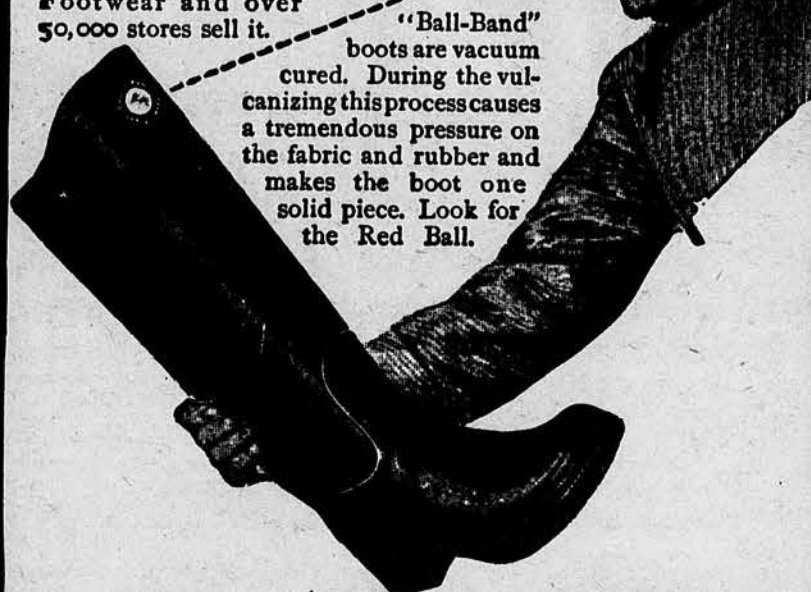 Footwear and over
50,000 stores sell it.
“Ball-Band”
boots are vacuum
cured. During the vul-
canizing this process causes
a tremendous pressure on
the fabric and rubber and
makes the boot one
solid piece. Look for
the Red Ball.